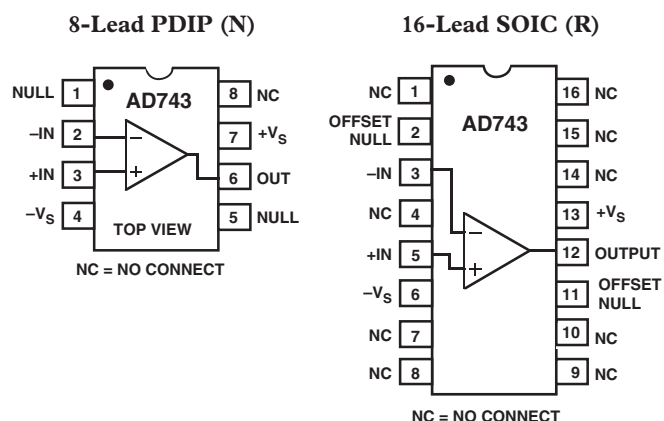 8-Lead PDIP (N)
NULL 1
–IN 2
+IN 3
–VS 4
AD743
TOP VIEW
8 NC
7 +VS
6 OUT
5 NULL
NC = NO CONNECT
16-Lead SOIC (R)
NC 1
OFFSET
NULL 2
–IN 3
NC 4
+IN 5
–VS 6
NC 7
NC 8
AD743
16 NC
15 NC
14 NC
13 +VS
12 OUTPUT
11 OFFSET
NULL
10 NC
9 NC
NC = NO CONNECT